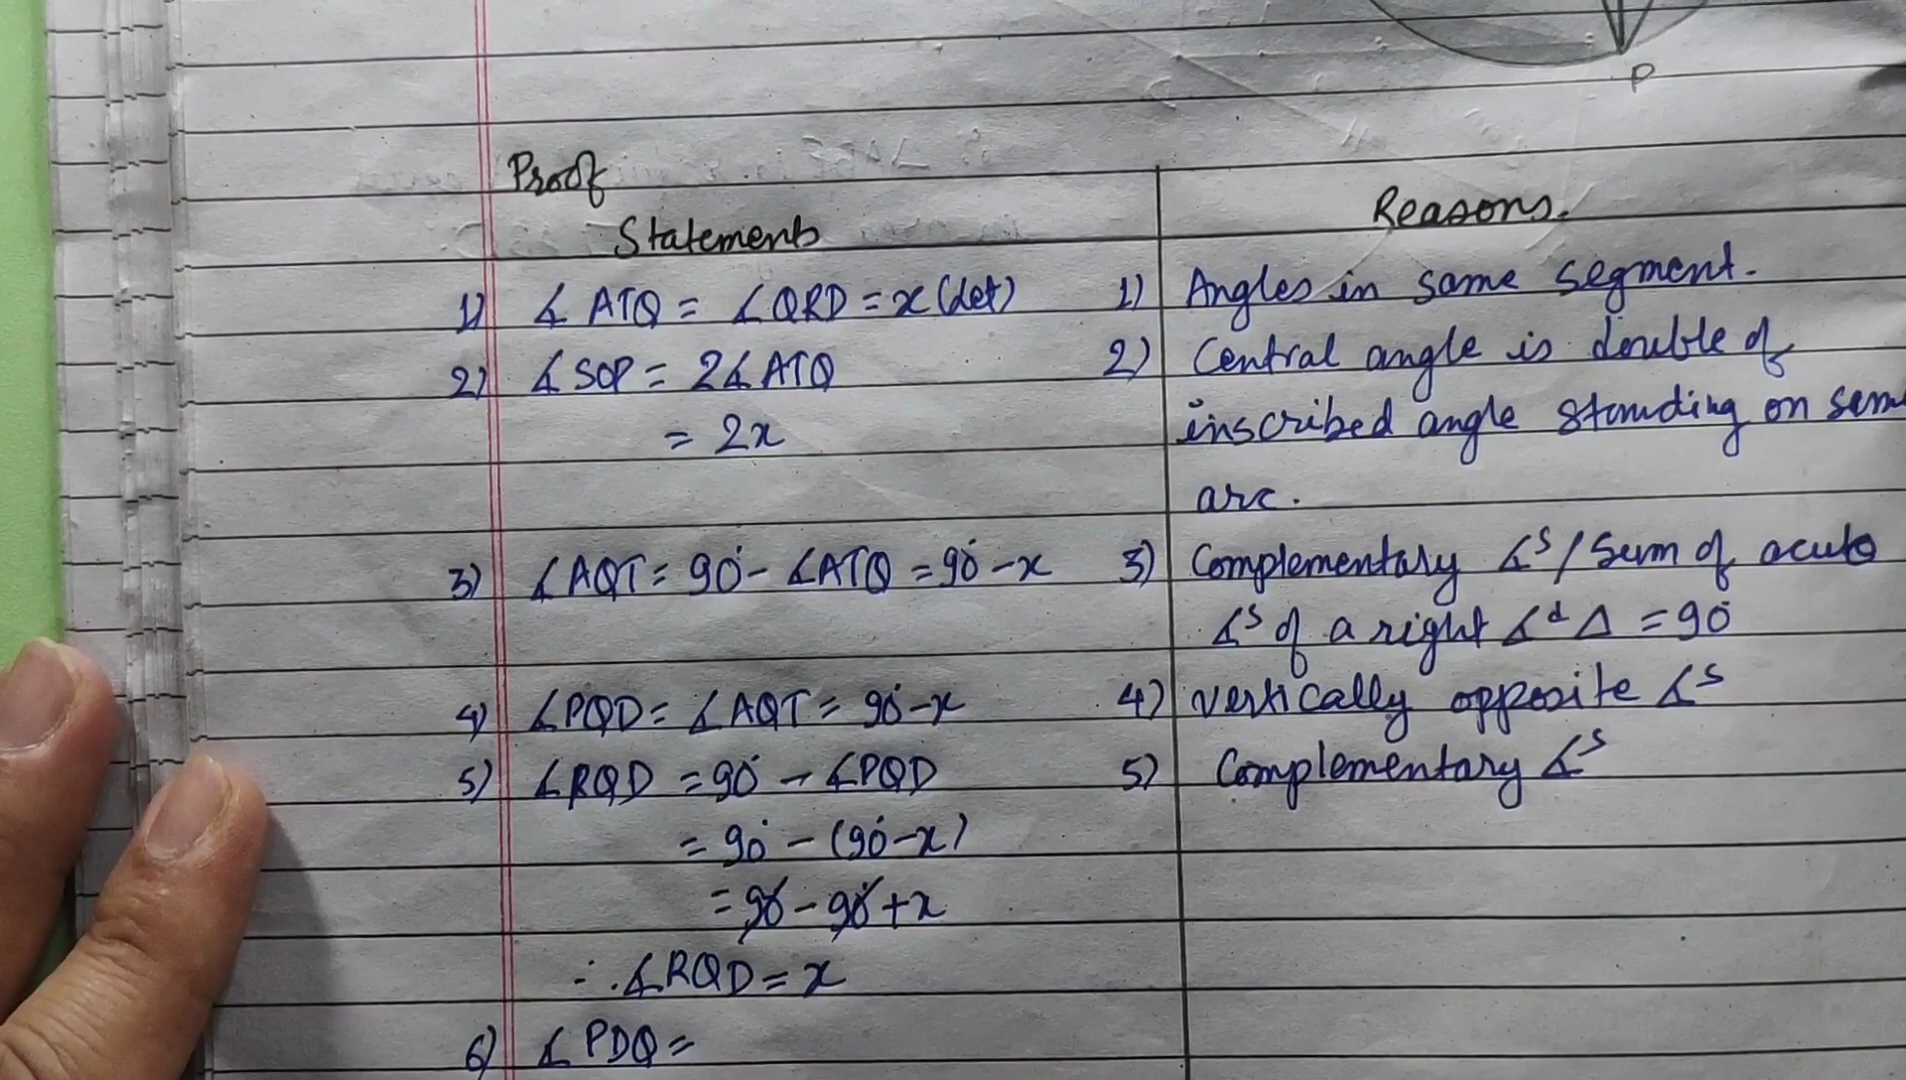 P
Proof
Statements
Reasons.
1) ∡ ATQ = ∡QRD = x (let)
1) Angles in same segment.
2) ∡ SOP = 2∡ ATQ
2) Central angle is double of
= 2x
inscribed angle standing on sem
arc.
3) ∡AQT = 90° - ∡ATQ = 90° - x
3) Complementary ∡s / Sum of acute
∡s of a right ∡d Δ = 90°
4) ∡PQD = ∡AQT = 90° - x
4) vertically opposite ∡s
5) ∡RQD = 90° - ∡PQD
5) Complementary ∡s
= 90° - (90° - x)
= 90° - 90° + x
∴ ∡RQD = x
6) ∡ PDQ =